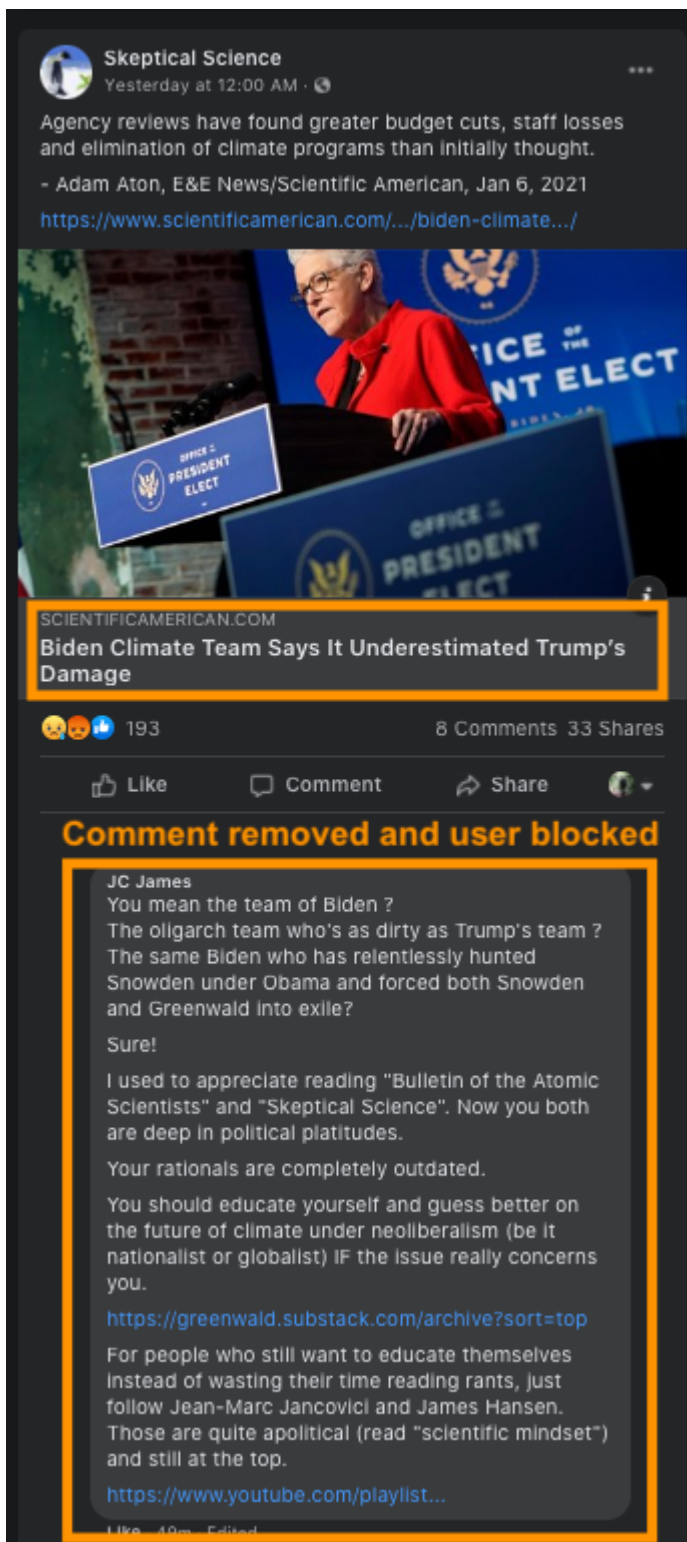 Skeptical Science
Yesterday at 12:00 AM ·
Agency reviews have found greater budget cuts, staff losses
and elimination of climate programs than initially thought.
- Adam Aton, E&E News/Scientific American, Jan 6, 2021
https://www.scientificamerican.com/.../biden-climate.../
OFFICE OF THE
PRESIDENT ELECT
OFFICE OF THE
PRESIDENT
ELECT
OFFICE OF THE
PRESIDENT
ELECT
SCIENTIFICAMERICAN.COM
Biden Climate Team Says It Underestimated Trump's
Damage
193
8 Comments 33 Shares
Like Comment Share
Comment removed and user blocked
JC James
You mean the team of Biden ?
The oligarch team who's as dirty as Trump's team ?
The same Biden who has relentlessly hunted
Snowden under Obama and forced both Snowden
and Greenwald into exile?
Sure!
I used to appreciate reading "Bulletin of the Atomic
Scientists" and "Skeptical Science". Now you both
are deep in political platitudes.
Your rationals are completely outdated.
You should educate yourself and guess better on
the future of climate under neoliberalism (be it
nationalist or globalist) IF the issue really concerns
you.
https://greenwald.substack.com/archive?sort=top
For people who still want to educate themselves
instead of wasting their time reading rants, just
follow Jean-Marc Jancovici and James Hansen.
Those are quite apolitical (read "scientific mindset")
and still at the top.
https://www.youtube.com/playlist...
Like · 49m · Edited